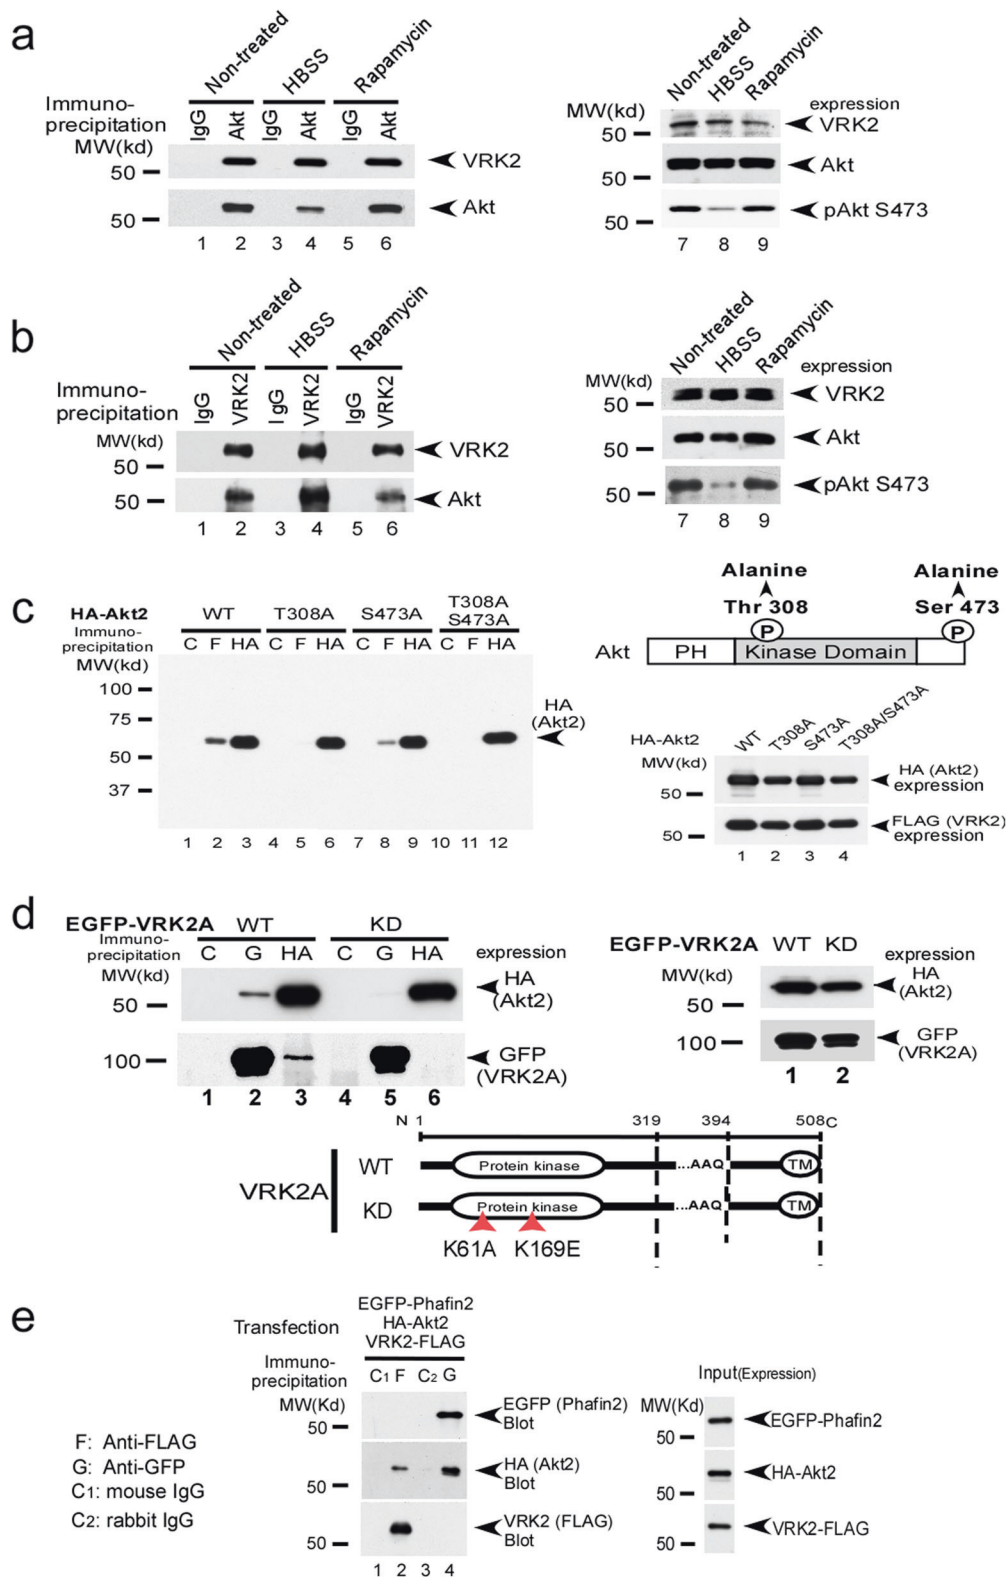 a
Non-treated
HBSS
Rapamycin
Immuno-
precipitation
IgG Akt IgG Akt IgG Akt
MW(kd)
50
VRK2
50
Akt
1 2 3 4 5 6
Non-treated
HBSS
Rapamycin
MW(kd)
expression
50
VRK2
50
Akt
50
pAkt S473
7 8 9
b
Non-treated
HBSS
Rapamycin
Immuno-
precipitation
IgG VRK2 IgG VRK2 IgG VRK2
MW(kd)
50
VRK2
50
Akt
1 2 3 4 5 6
Non-treated
HBSS
Rapamycin
MW(kd)
expression
50
VRK2
50
Akt
50
pAkt S473
7 8 9
c
HA-Akt2 WT T308A S473A T308A
S473A
Immuno-
precipitation
C F HA C F HA C F HA C F HA
MW(kd)
100
75
50
37
HA
(Akt2)
1 2 3 4 5 6 7 8 9 10 11 12
Alanine Alanine
Thr 308 Ser 473
P P
Akt PH Kinase Domain
HA-Akt2 WT T308A S473A T308A/S473A
MW(kd)
50
HA (Akt2)
expression
50
FLAG (VRK2)
expression
1 2 3 4
d
EGFP-VRK2A WT KD
Immuno-
precipitation
C G HA C G HA
expression
MW(kd)
50
HA
(Akt2)
100
GFP
(VRK2A)
1 2 3 4 5 6
EGFP-VRK2A WT KD
expression
MW(kd)
50
HA
(Akt2)
100
GFP
(VRK2A)
1 2
N 1 319 394 508 C
VRK2A
WT Protein kinase ...AAQ TM
KD Protein kinase ...AAQ TM
K61A K169E
e
Transfection
EGFP-Phafin2
HA-Akt2
VRK2-FLAG
Immuno-
precipitation
C1 F C2 G
MW(Kd)
50
EGFP (Phafin2)
Blot
50
HA (Akt2)
Blot
50
VRK2 (FLAG)
Blot
1 2 3 4
F: Anti-FLAG
G: Anti-GFP
C1: mouse IgG
C2: rabbit IgG
Input(Expression)
MW(Kd)
50
EGFP-Phafin2
50
HA-Akt2
50
VRK2-FLAG